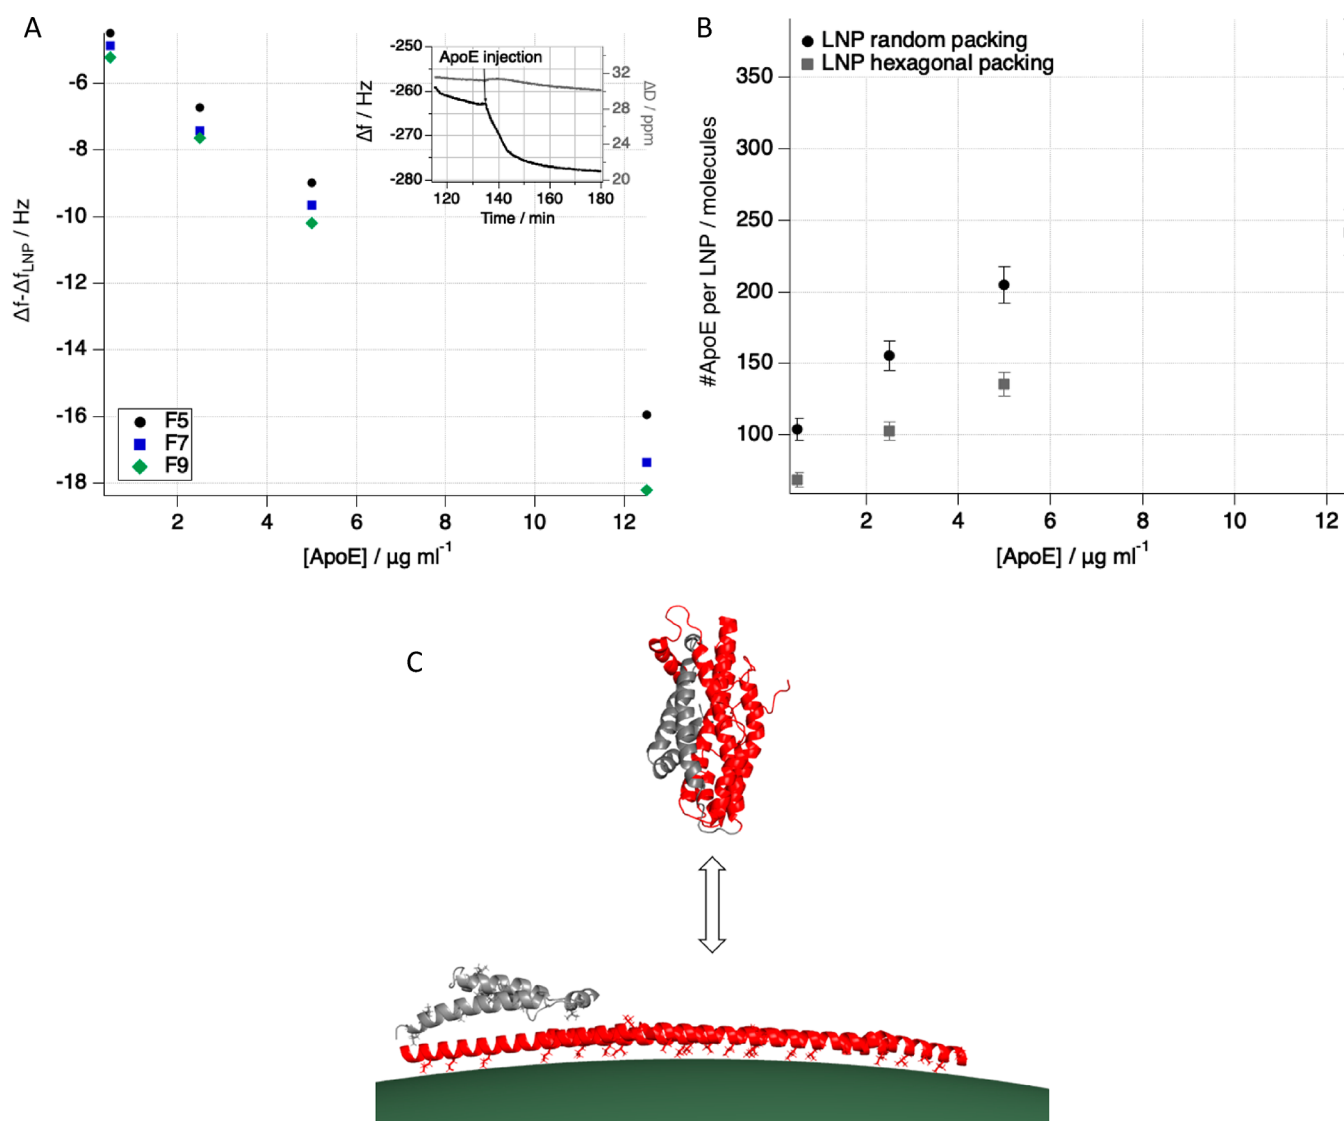 A
-6
-8
-10
-12
-14
-16
-18
Δf-Δf_LNP / Hz
2
4
6
8
10
12
[ApoE] / µg ml⁻¹
F5
F7
F9
ApoE injection
-250
-260
-270
-280
Δf / Hz
32
28
24
20
ΔD / ppm
120
140
160
180
Time / min
B
LNP random packing
LNP hexagonal packing
350
300
250
200
150
100
#ApoE per LNP / molecules
2
4
6
8
10
12
[ApoE] / µg ml⁻¹
C